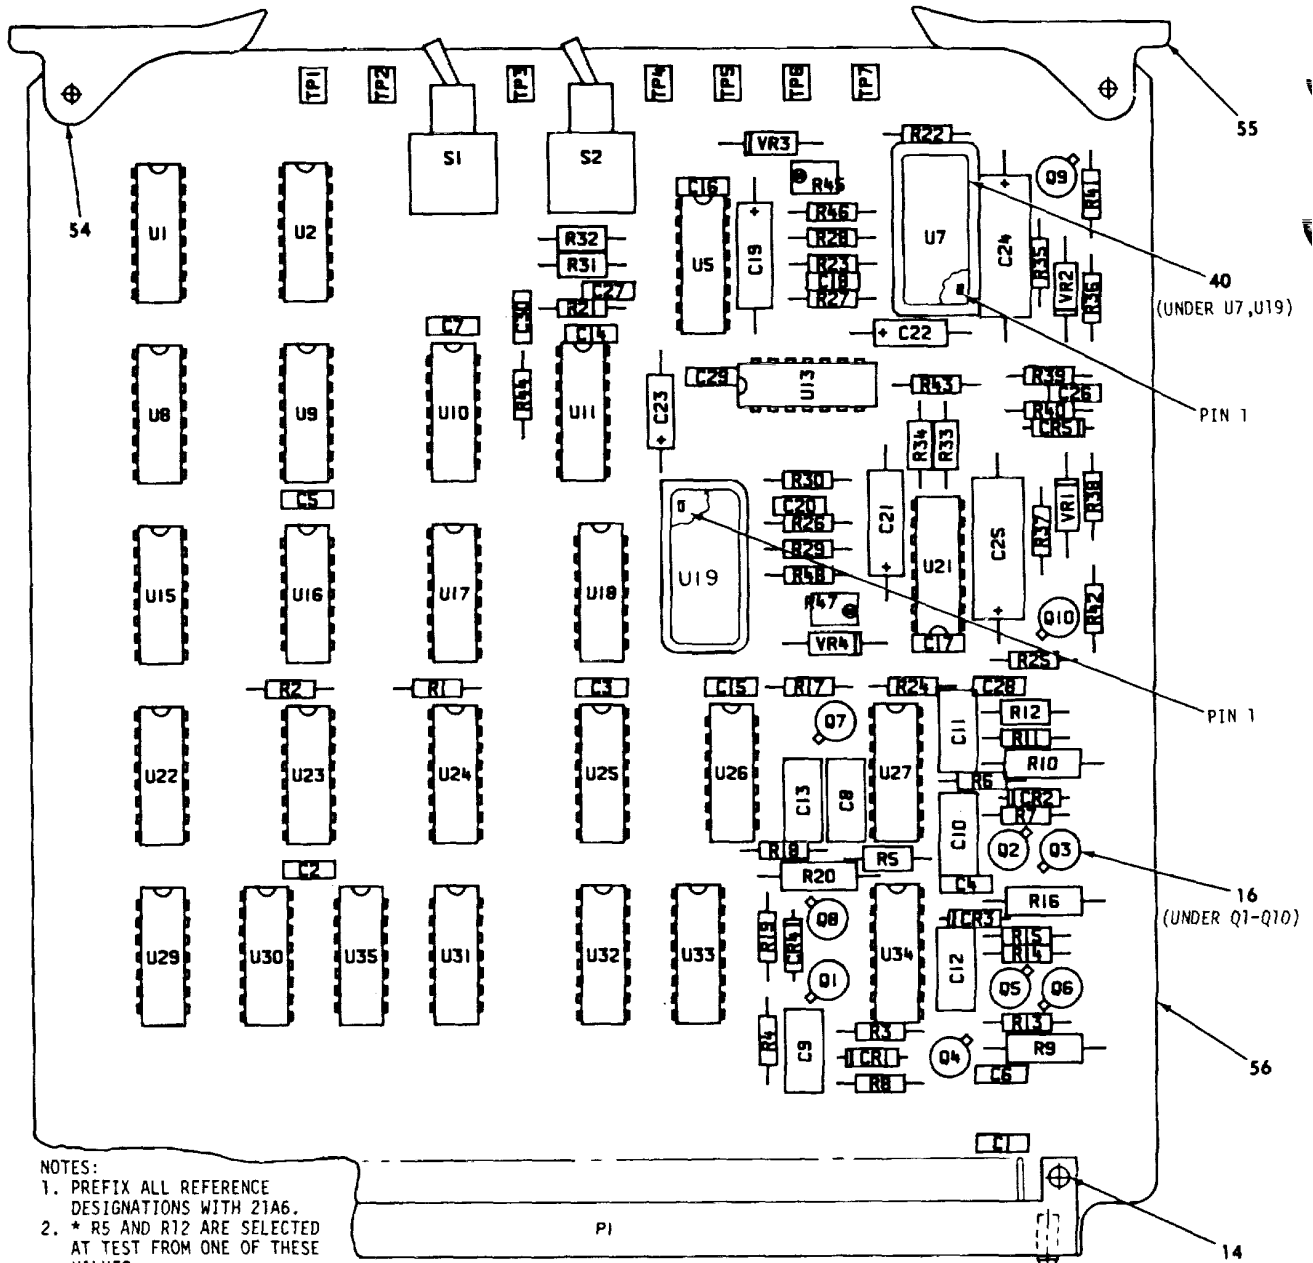 TP1 TP2 TP3 TP4 TP5 TP6 TP7
55
S1 S2 VR3 R22
54
U1 U2 C16 R45 Q9 R41
R46
R32 U5 C19 R28 U7 C24 R35
R31 R23 VR2 R36
C27 C18 40
R21 R27 (UNDER U7,U19)
C7 C30 C14 C22
U8 U9 U10 R44 U11 C23 C29 U13 R43 R39
C26
R40 PIN 1
CR5
R34 R33
C5 R30 C21 VR1 R38
C20
R26 R37
U15 U16 U17 U18 U19 R29 U21 C25
R48
R47 Q10 R42
VR4 C17
R25
R2 R1 C3 C15 R17 R24 C28
PIN 1
Q7 C11 R12
R11
U22 U23 U24 U25 U26 U27 R10
R6
C13 C8 CR2
R7
C10
R18 R5 Q2 Q3
C2 R20 C4 16
R16 (UNDER Q1-Q10)
Q8 CR3
R19 CR4 R15
U29 U30 U35 U31 U32 U33 U34 C12 R14
Q1 Q5 Q6
R13
R4 C9 R3 R9
CR1 Q4 56
R8 C6
C1
NOTES:
1. PREFIX ALL REFERENCE
DESIGNATIONS WITH 21A6.
2. * R5 AND R12 ARE SELECTED
AT TEST FROM ONE OF THESE
P1
14